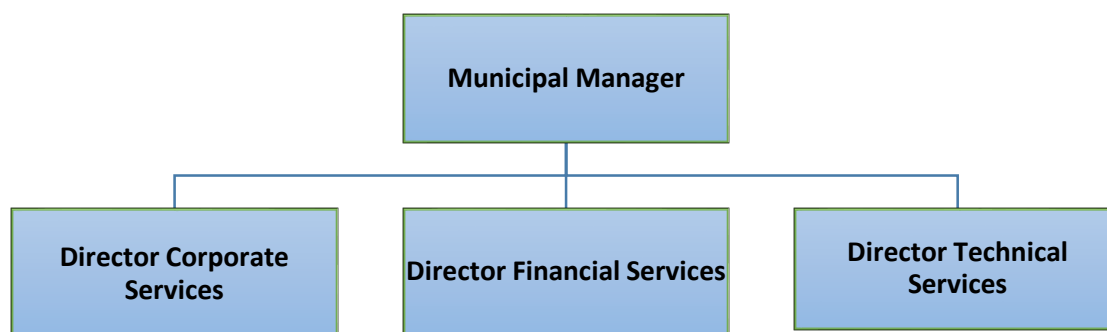 Municipal Manager
Director Corporate
Services
Director Financial Services
Director Technical
Services